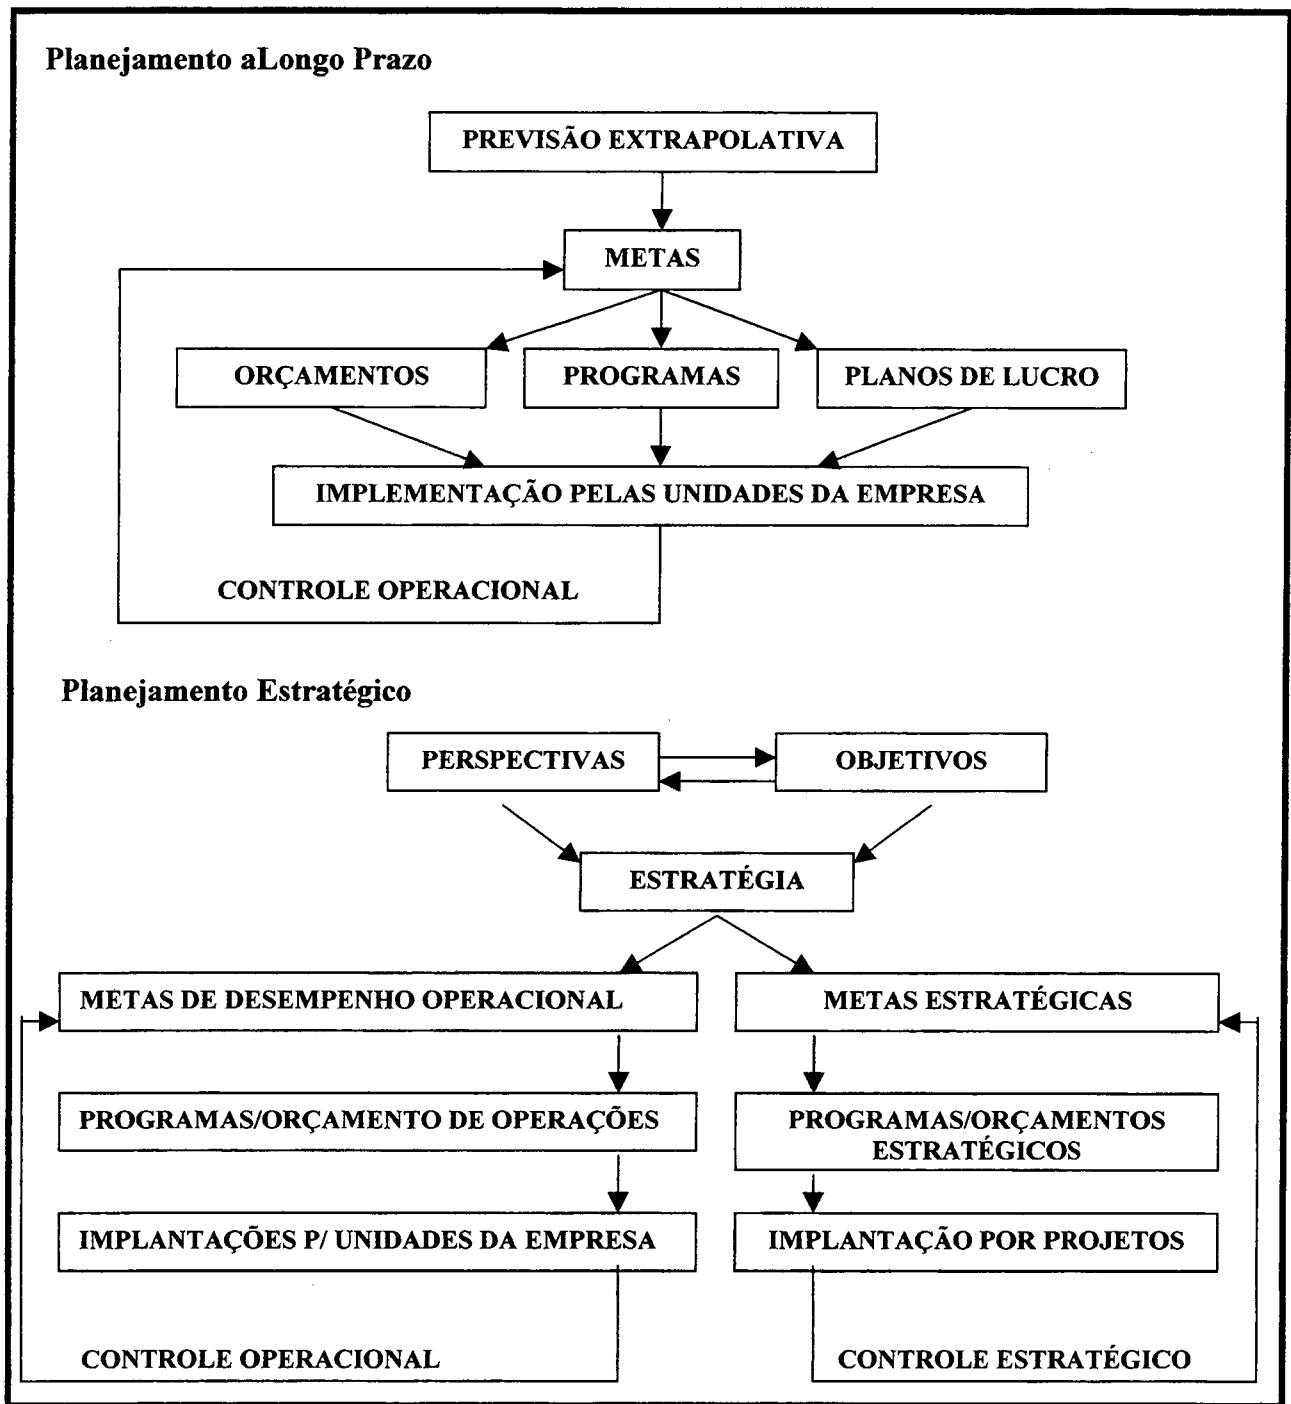 Planejamento aLongo Prazo
PREVISÃO EXTRAPOLATIVA
METAS
ORÇAMENTOS
PROGRAMAS
PLANOS DE LUCRO
IMPLEMENTAÇÃO PELAS UNIDADES DA EMPRESA
CONTROLE OPERACIONAL
Planejamento Estratégico
PERSPECTIVAS
OBJETIVOS
ESTRATÉGIA
METAS DE DESEMPENHO OPERACIONAL
METAS ESTRATÉGICAS
PROGRAMAS/ORÇAMENTO DE OPERAÇÕES
PROGRAMAS/ORÇAMENTOS
ESTRATÉGICOS
IMPLANTAÇÕES P/ UNIDADES DA EMPRESA
IMPLANTAÇÃO POR PROJETOS
CONTROLE OPERACIONAL
CONTROLE ESTRATÉGICO